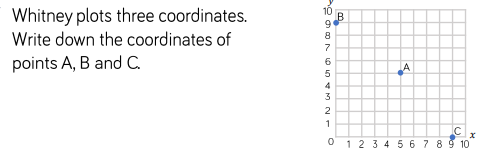 Whitney plots three coordinates.
Write down the coordinates of
points A, B and C.
y
10
9
8
7
6
5
4
3
2
1
0
B
A
C
1 2 3 4 5 6 7 8 9 10
x